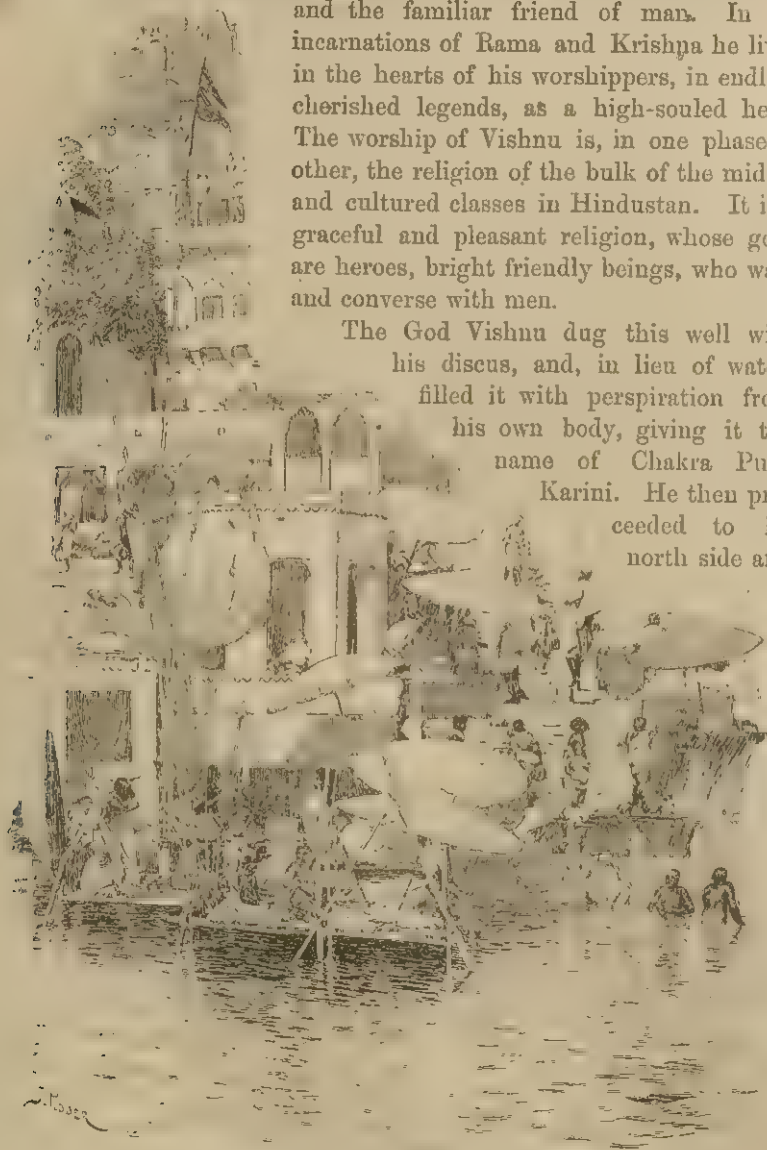 and the familiar friend of man. In
incarnations of Rama and Krishna he li
in the hearts of his worshippers, in endl
cherished legends, as a high-souled he
The worship of Vishnu is, in one phase
other, the religion of the bulk of the mid
and cultured classes in Hindustan. It i
graceful and pleasant religion, whose go
are heroes, bright friendly beings, who wa
and converse with men.
The God Vishnu dug this well wi
his discus, and, in lieu of wat
filled it with perspiration fro
his own body, giving it t
name of Chakra Pu
Karini. He then pr
ceeded to
north side a